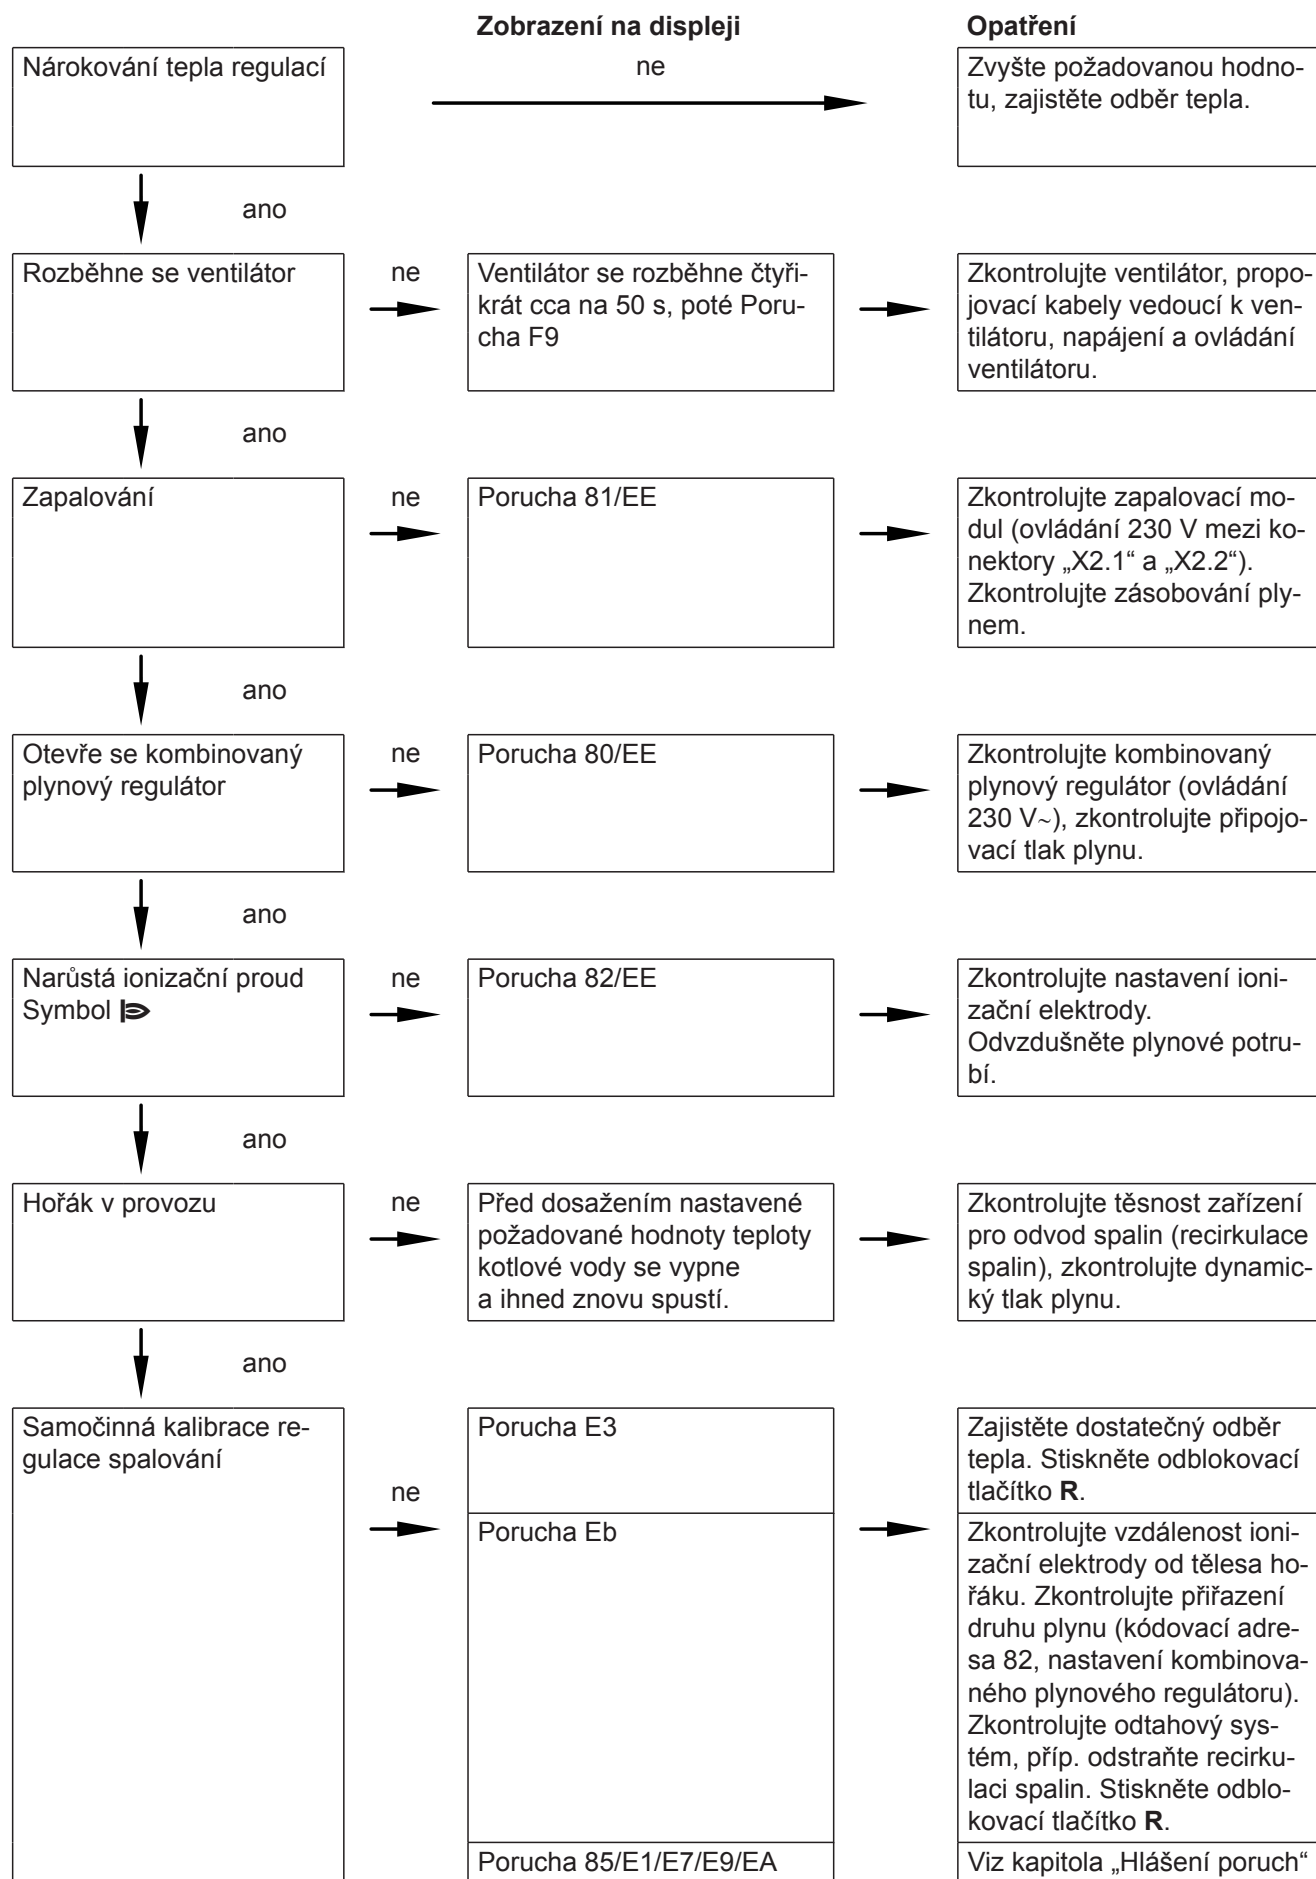 Zobrazení na displeji
Opatření
Nárokování tepla regulací
ne
Zvyšte požadovanou hodno-
tu, zajistěte odběr tepla.
ano
Rozběhne se ventilátor
ne
Ventilátor se rozběhne čtyři-
krát cca na 50 s, poté Poru-
cha F9
Zkontrolujte ventilátor, propo-
jovací kabely vedoucí k ven-
tilátoru, napájení a ovládání
ventilátoru.
ano
Zapalování
ne
Porucha 81/EE
Zkontrolujte zapalovací mo-
dul (ovládání 230 V mezi ko-
nektory „X2.1“ a „X2.2“).
Zkontrolujte zásobování ply-
nem.
ano
Otevře se kombinovaný
plynový regulátor
ne
Porucha 80/EE
Zkontrolujte kombinovaný
plynový regulátor (ovládání
230 V~), zkontrolujte připojo-
vací tlak plynu.
ano
Narůstá ionizační proud
Symbol
ne
Porucha 82/EE
Zkontrolujte nastavení ioni-
zační elektrody.
Odvzdušněte plynové potru-
bí.
ano
Hořák v provozu
ne
Před dosažením nastavené
požadované hodnoty teploty
kotlové vody se vypne
a ihned znovu spustí.
Zkontrolujte těsnost zařízení
pro odvod spalin (recirkulace
spalin), zkontrolujte dynamic-
ký tlak plynu.
ano
Samočinná kalibrace re-
gulace spalování
ne
Porucha E3
Zajistěte dostatečný odběr
tepla. Stiskněte odblokovací
tlačítko R.
Porucha Eb
Zkontrolujte vzdálenost ioni-
zační elektrody od tělesa ho-
řáku. Zkontrolujte přiřazení
druhu plynu (kódovací adre-
sa 82, nastavení kombinova-
ného plynového regulátoru).
Zkontrolujte odtahový sys-
tém, příp. odstraňte recirku-
laci spalin. Stiskněte odblo-
kovací tlačítko R.
Porucha 85/E1/E7/E9/EA
Viz kapitola „Hlášení poruch“